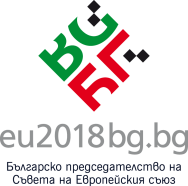 eu2018bg.bg
Българско председателство на
Съвета на Европейския съюз